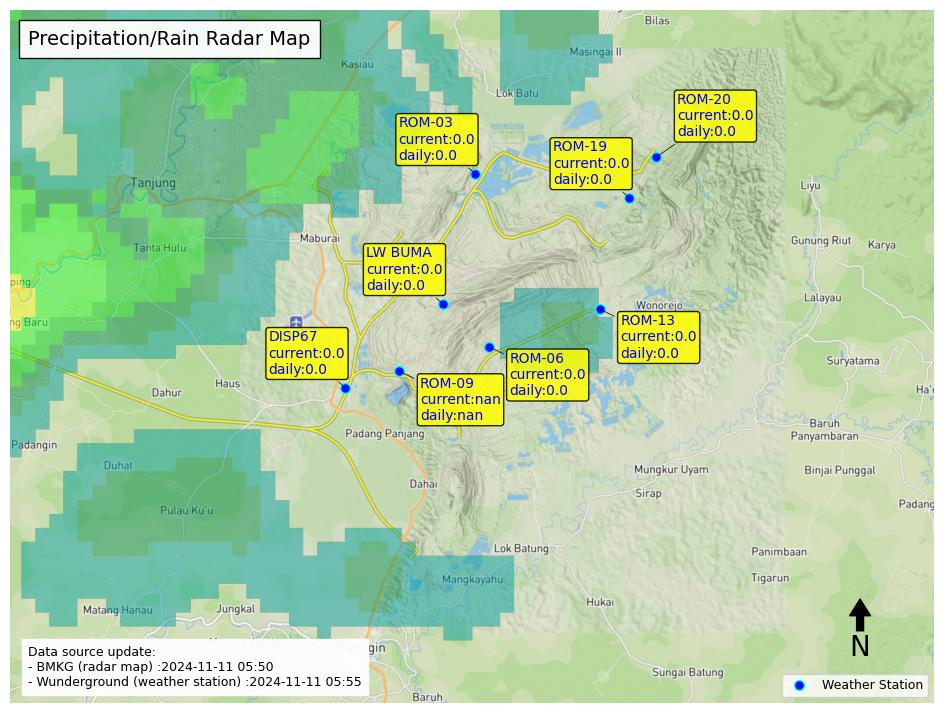 Precipitation/Rain Radar Map
Bilas
Masingai II
Kasiau
Lok Batu
ROM-20
current:0.0
daily:0.0
ROM-03
current:0.0
daily:0.0
ROM-19
current:0.0
daily:0.0
Tanjung
Liyu
Maburai
Tanta Hulu
Gunung Riut
Karya
LW BUMA
current:0.0
daily:0.0
ping
Lalayau
Wonorejo
ng Baru
ROM-13
current:0.0
daily:0.0
DISP67
current:0.0
daily:0.0
ROM-06
current:0.0
daily:0.0
Suryatama
ROM-09
current:nan
daily:nan
Haus
Dahur
Ha'o
Padang Panjang
Baruh
Panyambaran
Padangin
Duhat
Mungkur Uyam
Binjai Punggal
Dahai
Sirap
Padang
Pulau Ku'u
Lok Batung
Panimbaan
Mangkayahu
Tigarun
Hukai
Matang Hanau
Jungkal
N
Paringin
Data source update:
- BMKG (radar map) :2024-11-11 05:50
- Wunderground (weather station) :2024-11-11 05:55
Sungai Batung
Weather Station
Baruh